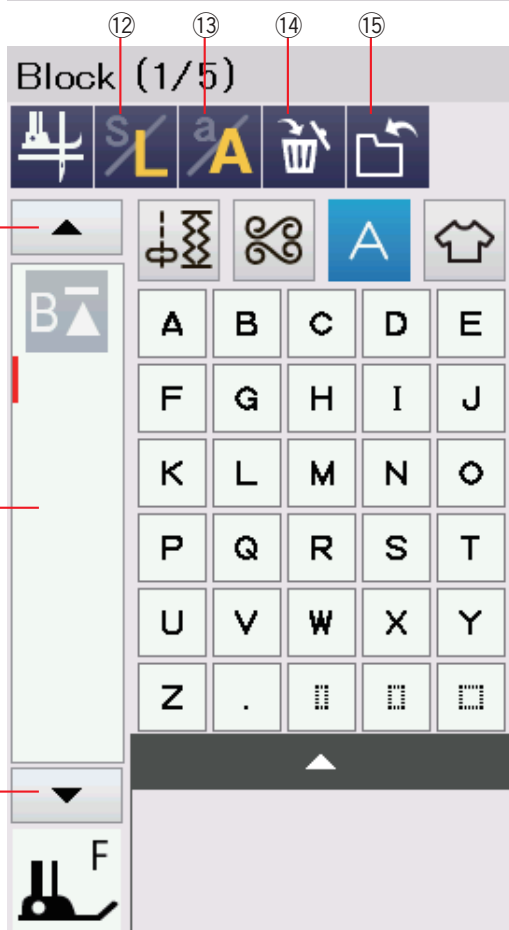 ⑫ ⑬ ⑭ ⑮
Block (1/5)
S/L a/A
A
B
A B C D E
F G H I J
K L M N O
P Q R S T
U V W X Y
Z .
F